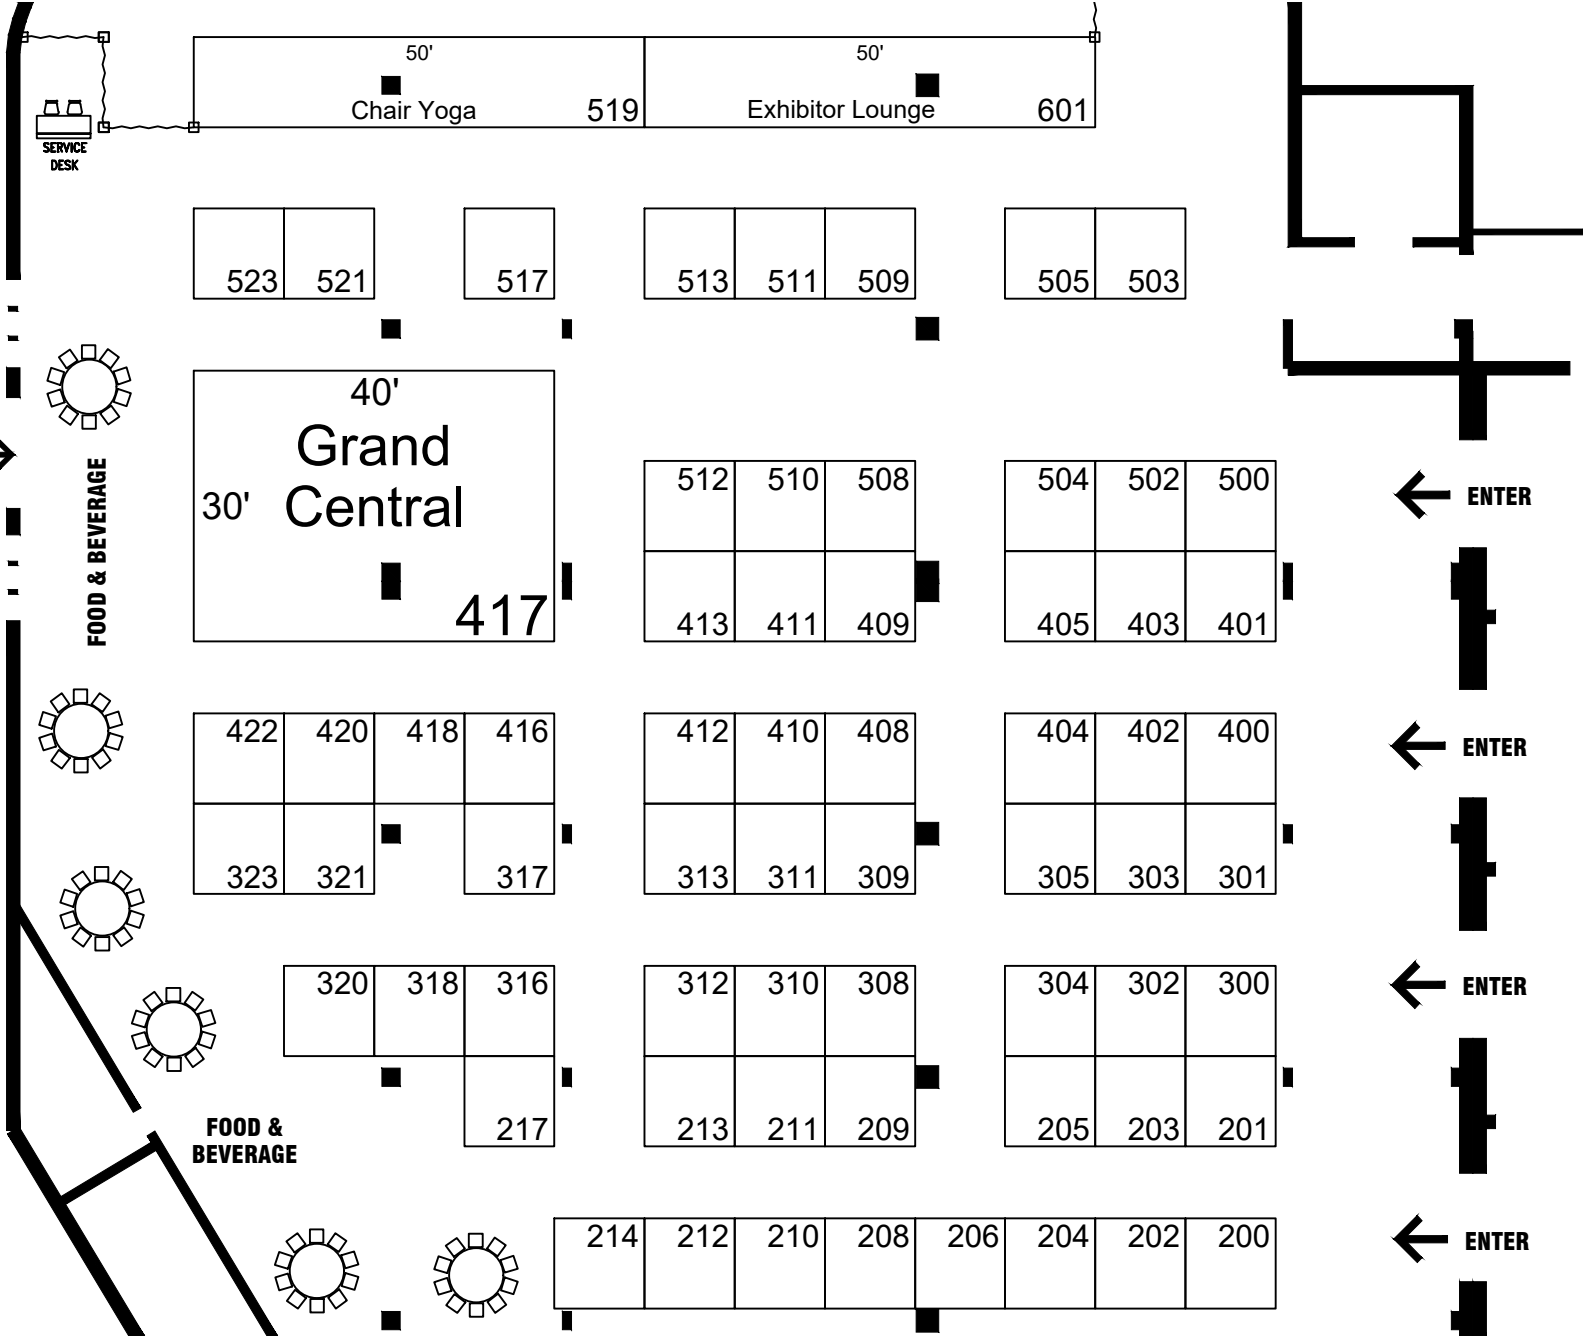 50' 50'
Chair Yoga 519 Exhibitor Lounge 601
SERVICE
DESK
523 521 517 513 511 509 505 503
40'
Grand
Central
30'
417
FOOD & BEVERAGE
512 510 508 504 502 500
ENTER
413 411 409 405 403 401
422 420 418 416 412 410 408 404 402 400
ENTER
323 321 317 313 311 309 305 303 301
320 318 316 312 310 308 304 302 300
ENTER
217 213 211 209 205 203 201
FOOD &
BEVERAGE
214 212 210 208 206 204 202 200
ENTER